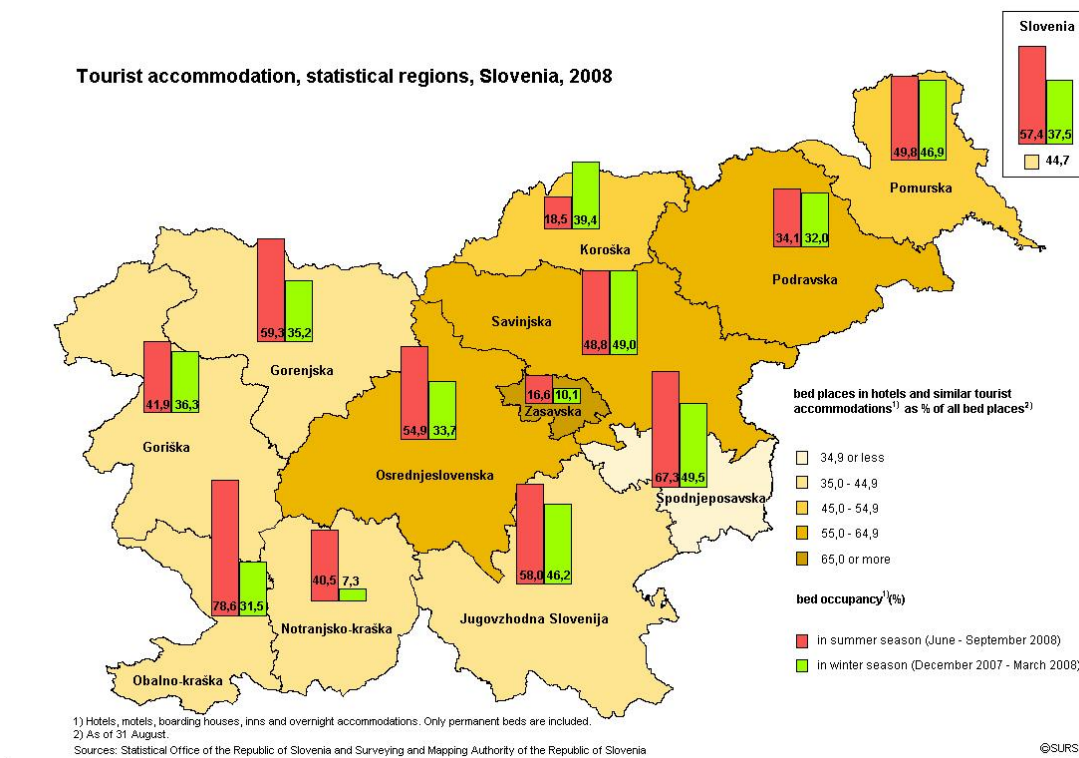 Slovenia
57,4 37,5
44,7
Tourist accommodation, statistical regions, Slovenia, 2008
49,8 46,9
Pomurska
18,5 39,4
Koroška
34,1 32,0
Podravska
59,3 35,2
Gorenjska
Savinjska
48,8 49,0
41,9 36,3
Goriška
54,9 33,7
Osrednjeslovenska
16,6 10,1
Zasavska
67,3 49,5
Spodnjeposavska
78,6 31,5
Obalno-kraška
40,5 7,3
Notranjsko-kraška
58,0 46,2
Jugovzhodna Slovenija
bed places in hotels and similar tourist
accommodations1) as % of all bed places2)
34,9 or less
35,0 - 44,9
45,0 - 54,9
55,0 - 64,9
65,0 or more
bed occupancy1)(%)
in summer season (June - September 2008)
in winter season (December 2007 - March 2008)
1) Hotels, motels, boarding houses, inns and overnight accommodations. Only permanent beds are included.
2) As of 31 August.
Sources: Statistical Office of the Republic of Slovenia and Surveying and Mapping Authority of the Republic of Slovenia
©SURS